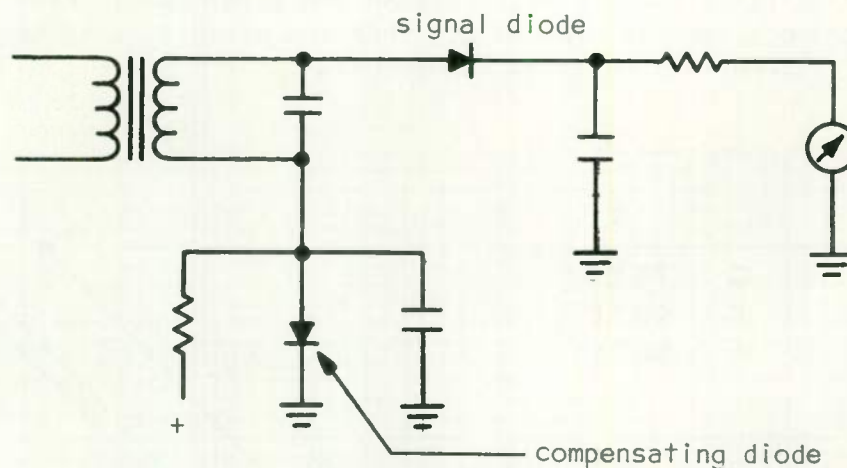 signal diode
+
compensating diode